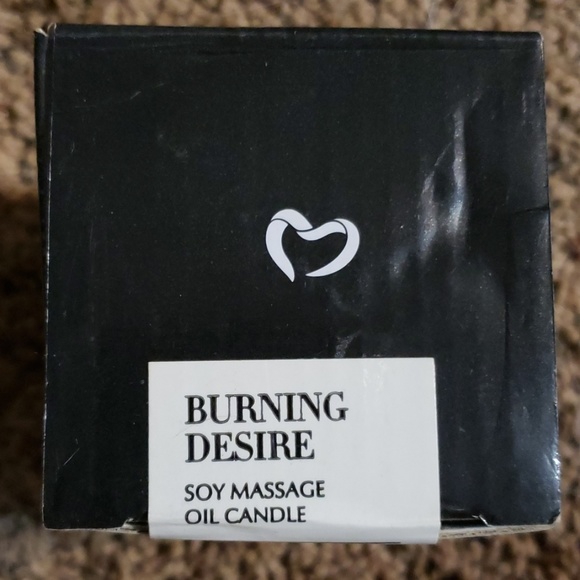 BURNING
DESIRE
SOY MASSAGE
OIL CANDLE